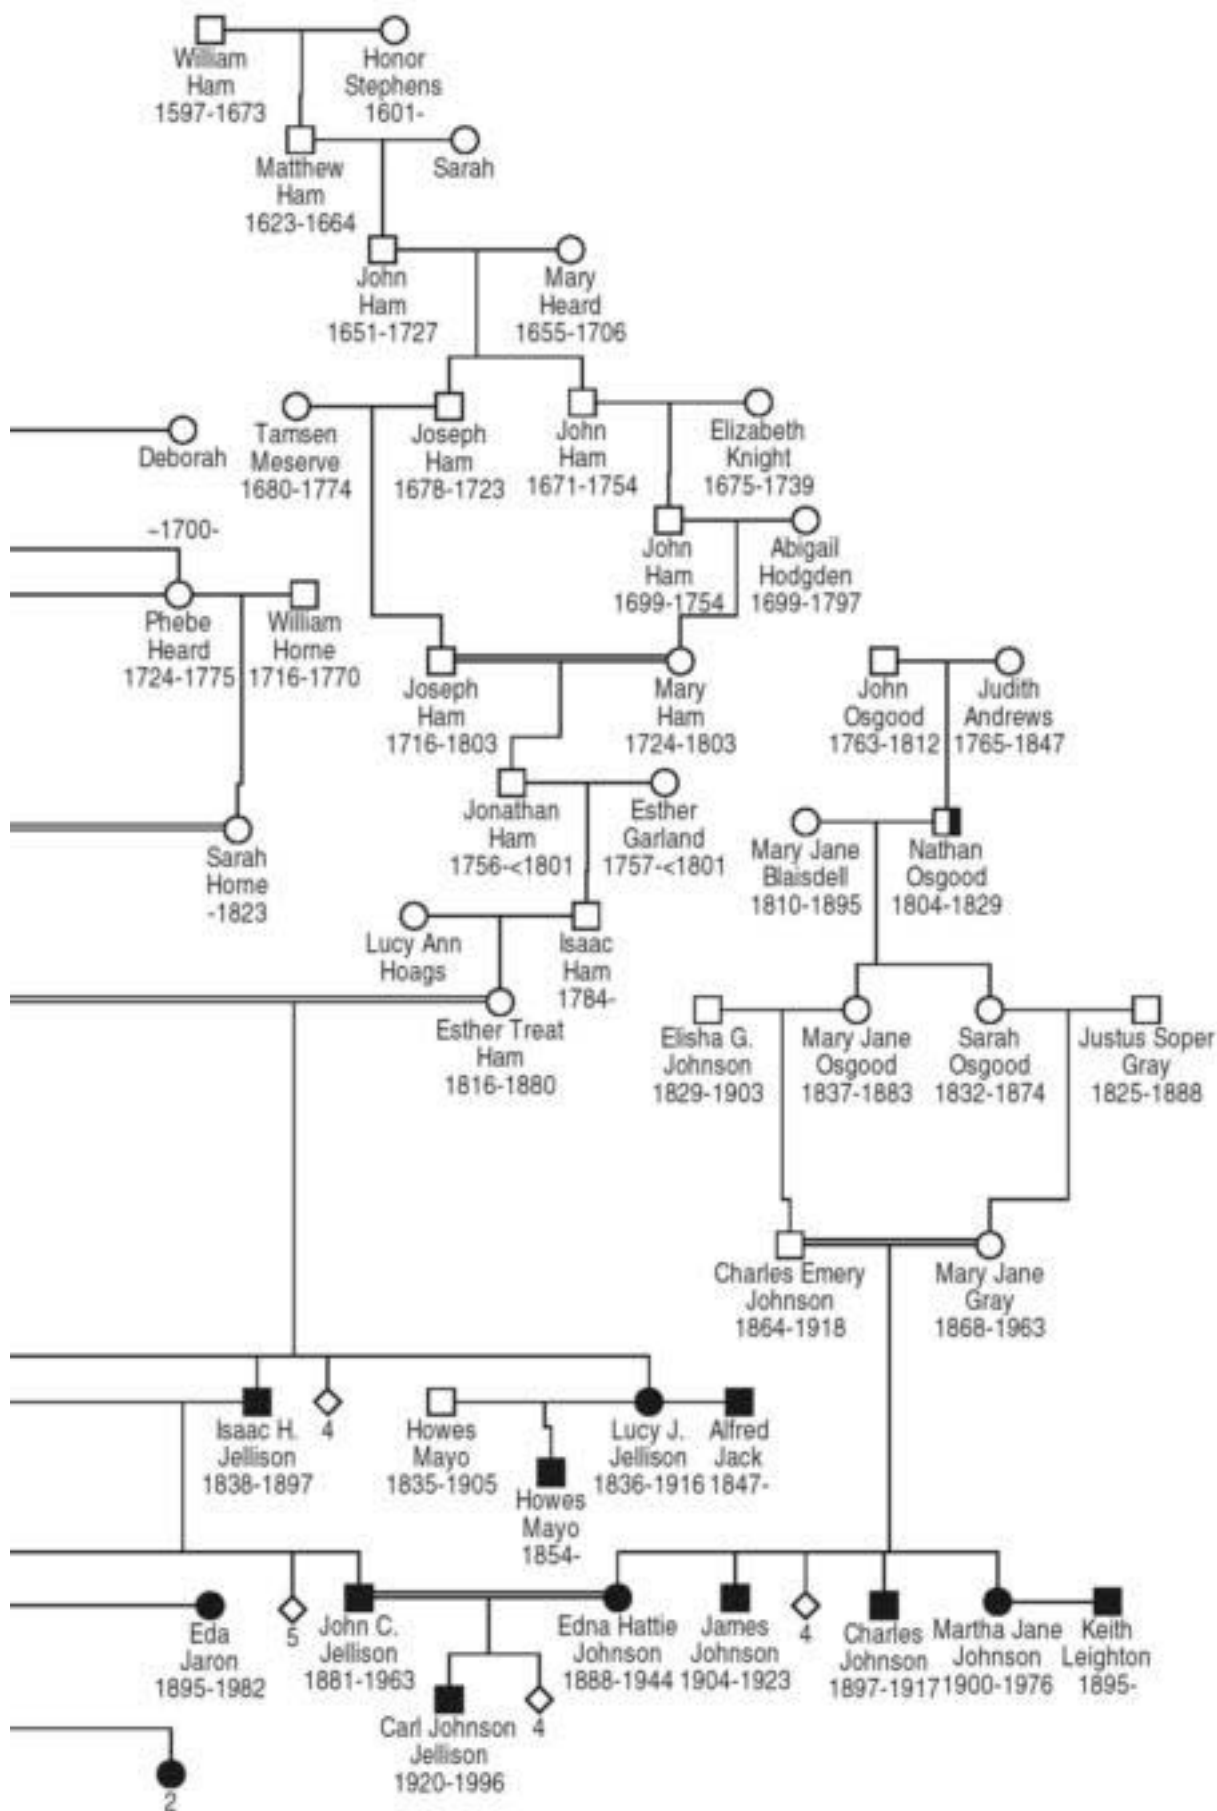 William
Ham
1597-1673
Honor
Stephens
1601-
Matthew
Ham
1623-1664
Sarah
John
Ham
1651-1727
Mary
Heard
1655-1706
Deborah
Tamsen
Meserve
1680-1774
Joseph
Ham
1678-1723
John
Ham
1671-1754
Elizabeth
Knight
1675-1739
~1700-
John
Ham
1699-1754
Abigail
Hodgden
1699-1797
Phebe
Heard
1724-1775
William
Horne
1716-1770
Joseph
Ham
1716-1803
Mary
Ham
1724-1803
John
Osgood
1763-1812
Judith
Andrews
1765-1847
Sarah
Horne
-1823
Jonathan
Ham
1756-<1801
Esther
Garland
1757-<1801
Mary Jane
Blaisdell
1810-1895
Nathan
Osgood
1804-1829
Lucy Ann
Hoags
Isaac
Ham
1784-
Esther Treat
Ham
1816-1880
Elisha G.
Johnson
1829-1903
Mary Jane
Osgood
1837-1883
Sarah
Osgood
1832-1874
Justus Soper
Gray
1825-1888
Charles Emery
Johnson
1864-1918
Mary Jane
Gray
1868-1963
Isaac H.
Jellison
1838-1897
4
Howes
Mayo
1835-1905
Lucy J.
Jellison
1836-1916
Alfred
Jack
1847-
Howes
Mayo
1854-
Eda
Jaron
1895-1982
5
John C.
Jellison
1881-1963
Edna Hattie
Johnson
1888-1944
James
Johnson
1904-1923
4
Charles
Johnson
1897-1917
Martha Jane
Johnson
1900-1976
Keith
Leighton
1895-
Carl Johnson
Jellison
1920-1996
4
2